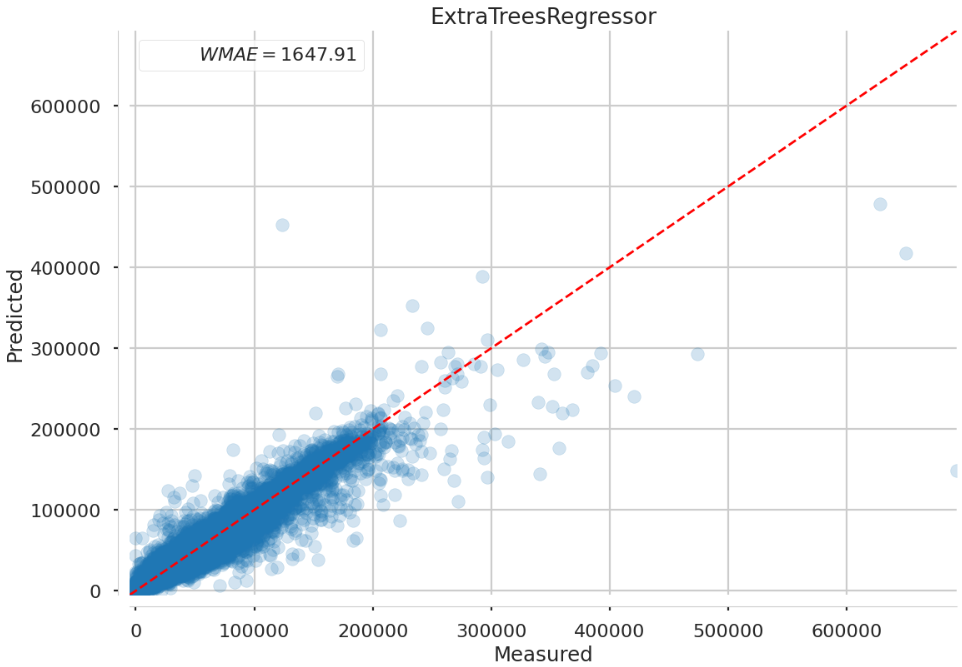 ExtraTreesRegressor
WMAE = 1647.91
600000
500000
400000
300000
200000
100000
0
Predicted
0 100000 200000 300000 400000 500000 600000
Measured